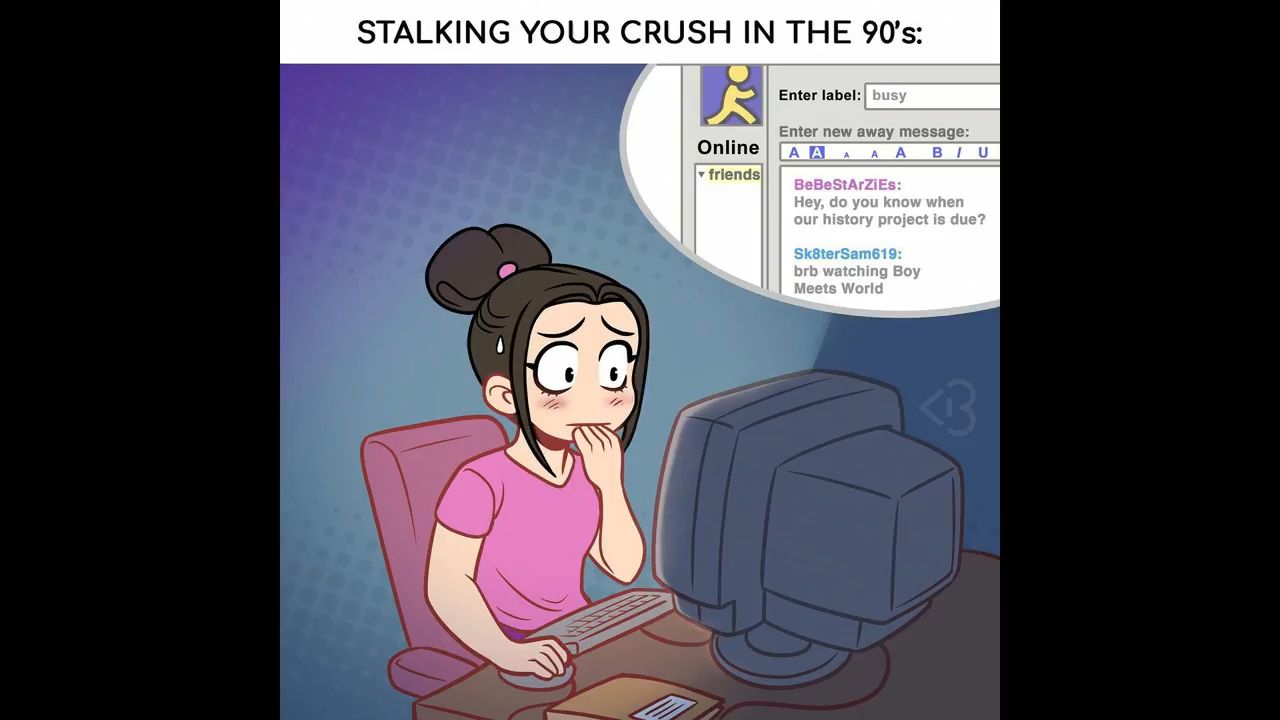 STALKING YOUR CRUSH IN THE 90's:
Enter label: busy
Enter new away message:
Online
A A A A A B I U
▾ friends
BeBeStArZiEs:
Hey, do you know when
our history project is due?
Sk8terSam619:
brb watching Boy
Meets World